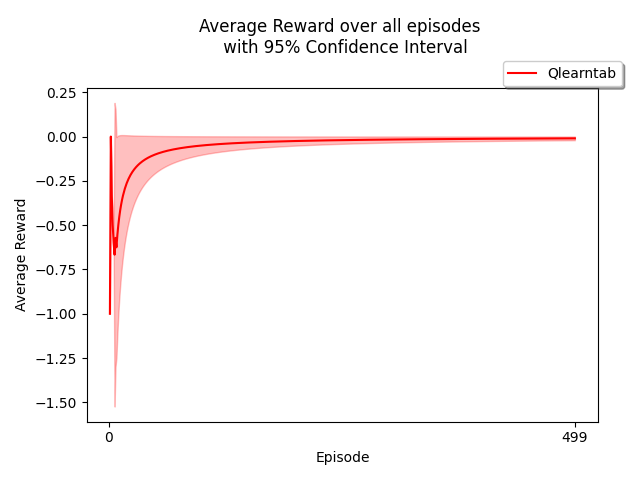 Average Reward over all episodes
with 95% Confidence Interval
Qlearntab
0.25
0.00
−0.25
−0.50
−0.75
−1.00
−1.25
−1.50
Average Reward
0 499
Episode